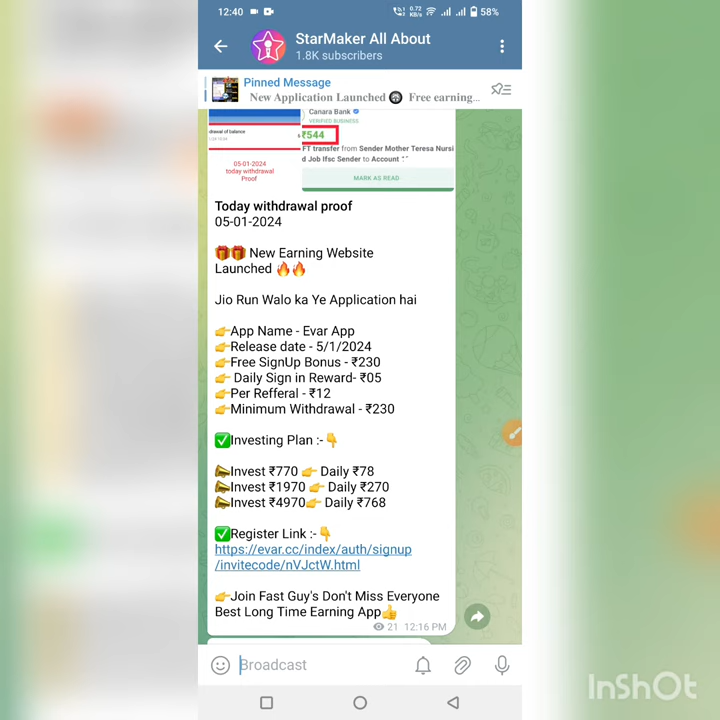 12:40
0.72
KB/s
58%
StarMaker All About
1.8K subscribers
Pinned Message
New Application Launched Free earning...
drawal of balance
05-01-2024
today withdrawal
Proof
Canara Bank
VERIFIED BUSINESS
₹544
FT transfer from Sender Mother Teresa Nursi
d Job Ifsc Sender to Account
MARK AS READ
Today withdrawal proof
05-01-2024
🎁🎁 New Earning Website
Launched 🔥🔥
Jio Run Walo ka Ye Application hai
👉App Name - Evar App
👉Release date - 5/1/2024
👉Free SignUp Bonus - ₹230
👉 Daily Sign in Reward- ₹05
👉Per Refferal - ₹12
👉Minimum Withdrawal - ₹230
✅Investing Plan :-👇
📣Invest ₹770 👉 Daily ₹78
📣Invest ₹1970 👉 Daily ₹270
📣Invest ₹4970👉 Daily ₹768
✅Register Link :-👇
https://evar.cc/index/auth/signup
/invitecode/nVJctW.html
👉Join Fast Guy's Don't Miss Everyone
Best Long Time Earning App👍
21 12:16 PM
Broadcast
InShOt